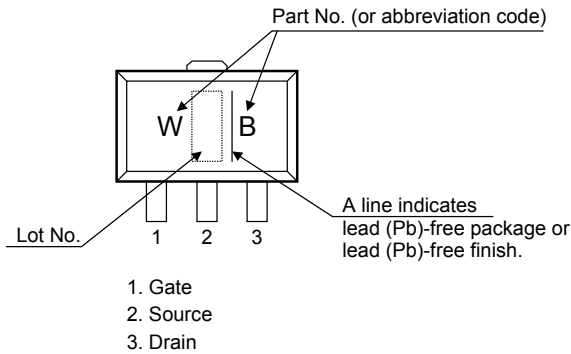 Part No. (or abbreviation code)
W B
Lot No.
1 2 3
A line indicates
lead (Pb)-free package or
lead (Pb)-free finish.
1. Gate
2. Source
3. Drain